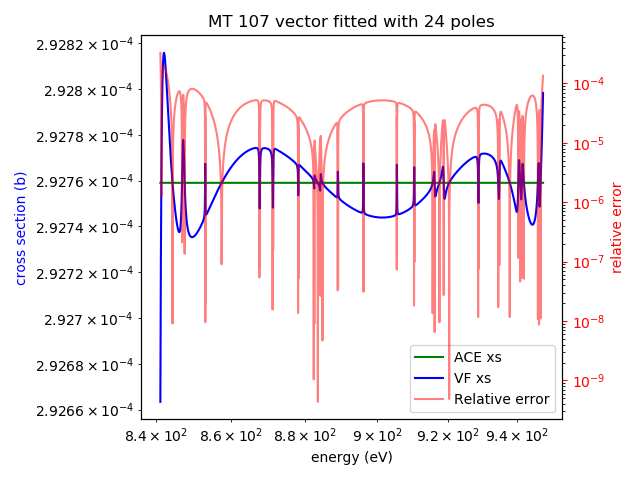 MT 107 vector fitted with 24 poles
2.9282 × 10⁻⁴
2.928 × 10⁻⁴
2.9278 × 10⁻⁴
2.9276 × 10⁻⁴
2.9274 × 10⁻⁴
2.9272 × 10⁻⁴
2.927 × 10⁻⁴
2.9268 × 10⁻⁴
2.9266 × 10⁻⁴
cross section (b)
10⁻⁴
10⁻⁵
10⁻⁶
10⁻⁷
10⁻⁸
10⁻⁹
relative error
ACE xs
VF xs
Relative error
8.4 × 10² 8.6 × 10² 8.8 × 10² 9 × 10² 9.2 × 10² 9.4 × 10²
energy (eV)